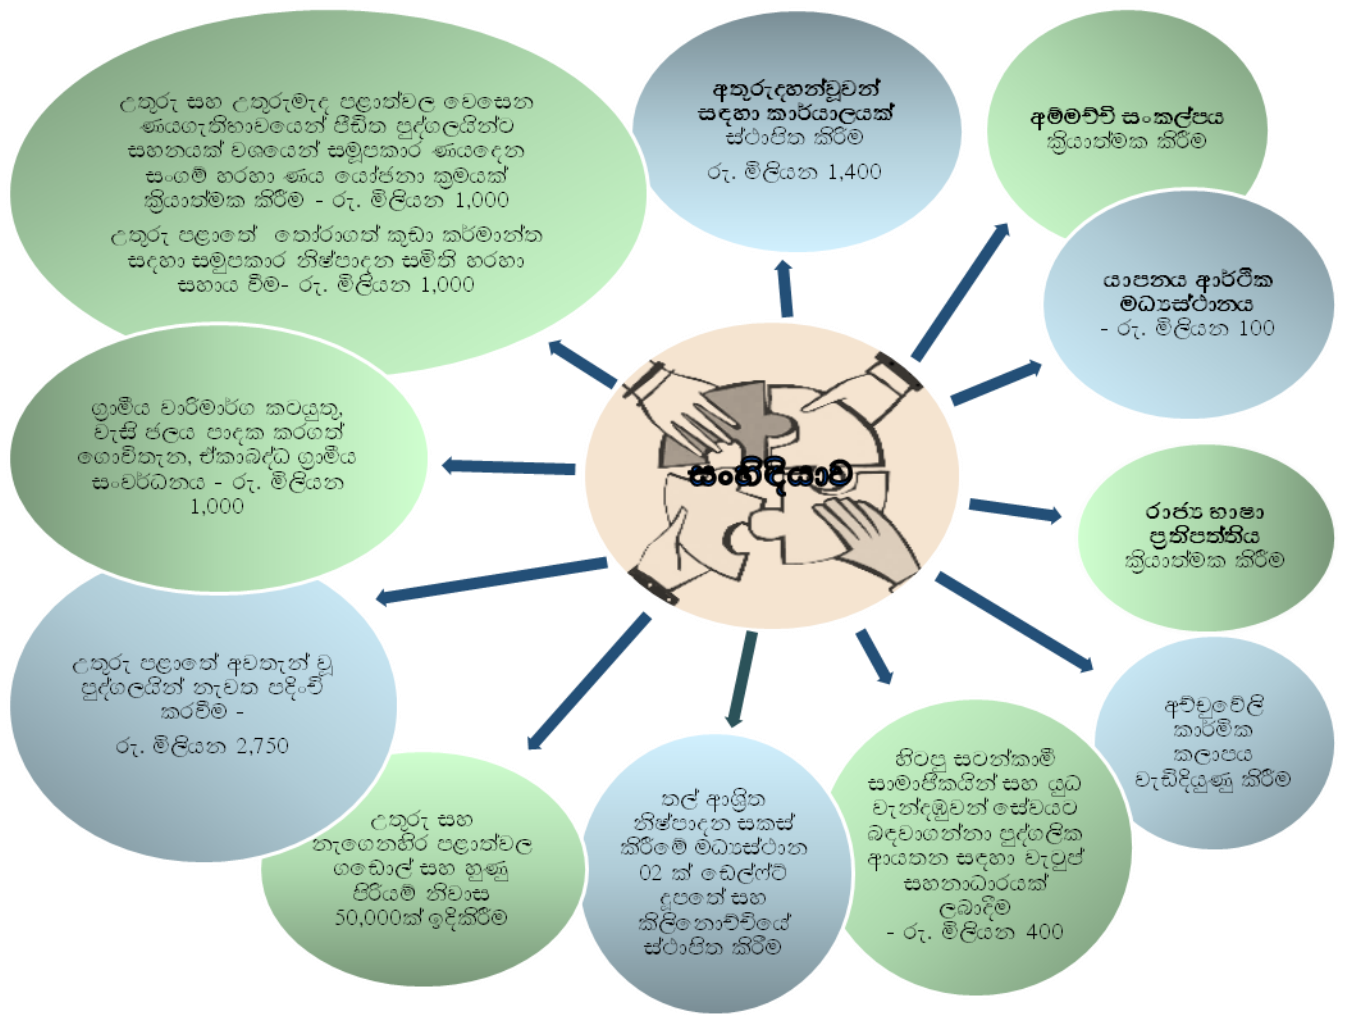 උතුරු සහ උතුරුමැද පළාත්වල වෙසෙන
ණයගැතිභාවයෙන් පීඩිත පුද්ගලයින්ට
සහනයක් වශයෙන් සමූපකාර ණයදෙන
සංගම් හරහා ණය යෝජනා ක්‍රමයක්
ක්‍රියාත්මක කිරීම - රු. මිලියන 1,000
උතුරු පළාතේ තෝරාගත් කුඩා කර්මාන්ත
සදහා සමුපකාර නිෂ්පාදන සමිති හරහා
සහාය වීම- රු. මිලියන 1,000
අතුරුදහන්වූවන්
සඳහා කාර්යාලයක්
ස්ථාපිත කිරීම
රු. මිලියන 1,400
අම්මච්චි සංකල්පය
ක්‍රියාත්මක කිරීම
යාපනය ආර්ථික
මධ්‍යස්ථානය
- රු. මිලියන 100
රාජ්‍ය භාෂා
ප්‍රතිපත්තිය
ක්‍රියාත්මක කිරීම
අච්චුවේලි
කාර්මික
කලාපය
වැඩිදියුණු කිරීම
හිටපු සටන්කාමී
සාමාජිකයින් සහ යුධ
වැන්දඹුවන් සේවයට
බඳවාගන්නා පුද්ගලික
ආයතන සඳහා වැටුප්
සහනාධාරයක්
ලබාදීම
- රු. මිලියන 400
තල් ආශ්‍රිත
නිෂ්පාදන සකස්
කිරීමේ මධ්‍යස්ථාන
02 ක් ඩෙල්ෆ්ට්
දූපතේ සහ
කිලිනොච්චියේ
ස්ථාපිත කිරීම
උතුරු සහ
නැගෙනහිර පළාත්වල
ගඩොල් සහ හුණු
පිරියම් නිවාස
50,000ක් ඉදිකිරීම
උතුරු පළාතේ අවතැන් වූ
පුද්ගලයින් නැවත පදිංචි
කරවීම -
රු. මිලියන 2,750
ග්‍රාමීය වාරිමාර්ග කටයුතු,
වැසි ජලය පාදක කරගත්
ගොවිතැන, ඒකාබද්ධ ග්‍රාමීය
සංවර්ධනය - රු. මිලියන
1,000
සංහිඳියාව